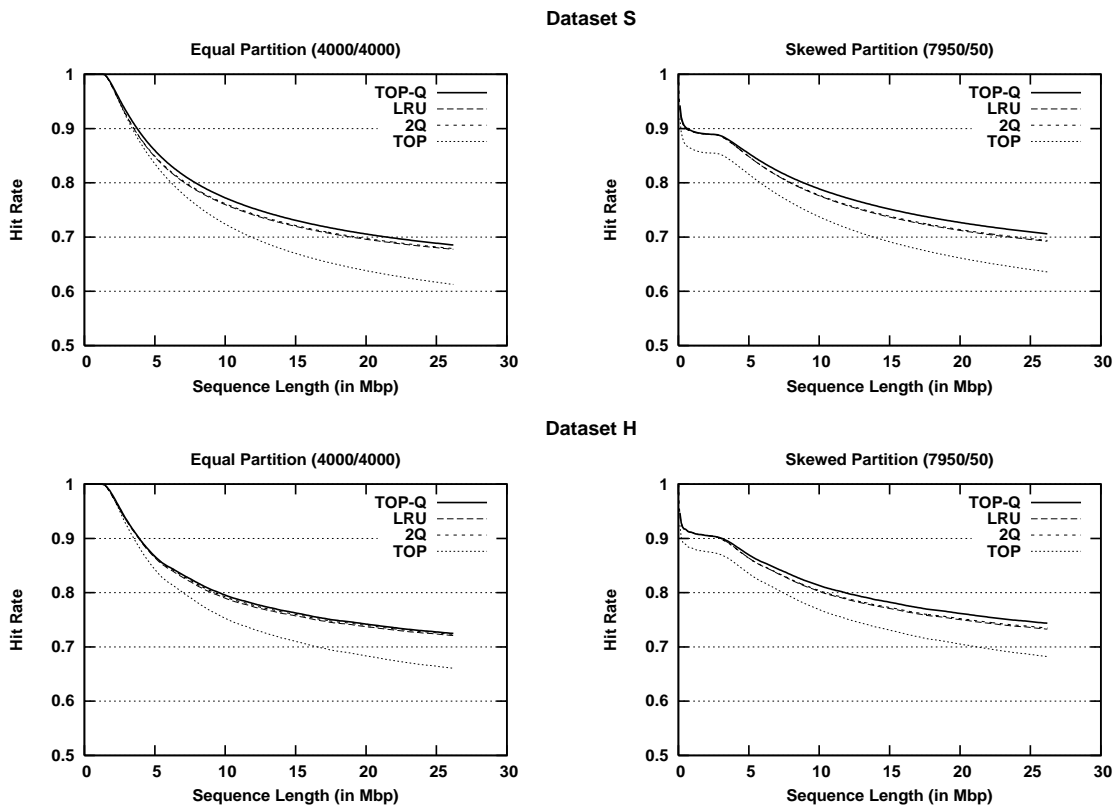 Dataset S
Equal Partition (4000/4000)
Hit Rate
1
0.9
0.8
0.7
0.6
0.5
TOP-Q
LRU
2Q
TOP
0 5 10 15 20 25 30
Sequence Length (in Mbp)
Skewed Partition (7950/50)
Hit Rate
1
0.9
0.8
0.7
0.6
0.5
TOP-Q
LRU
2Q
TOP
0 5 10 15 20 25 30
Sequence Length (in Mbp)
Dataset H
Equal Partition (4000/4000)
Hit Rate
1
0.9
0.8
0.7
0.6
0.5
TOP-Q
LRU
2Q
TOP
0 5 10 15 20 25 30
Sequence Length (in Mbp)
Skewed Partition (7950/50)
Hit Rate
1
0.9
0.8
0.7
0.6
0.5
TOP-Q
LRU
2Q
TOP
0 5 10 15 20 25 30
Sequence Length (in Mbp)